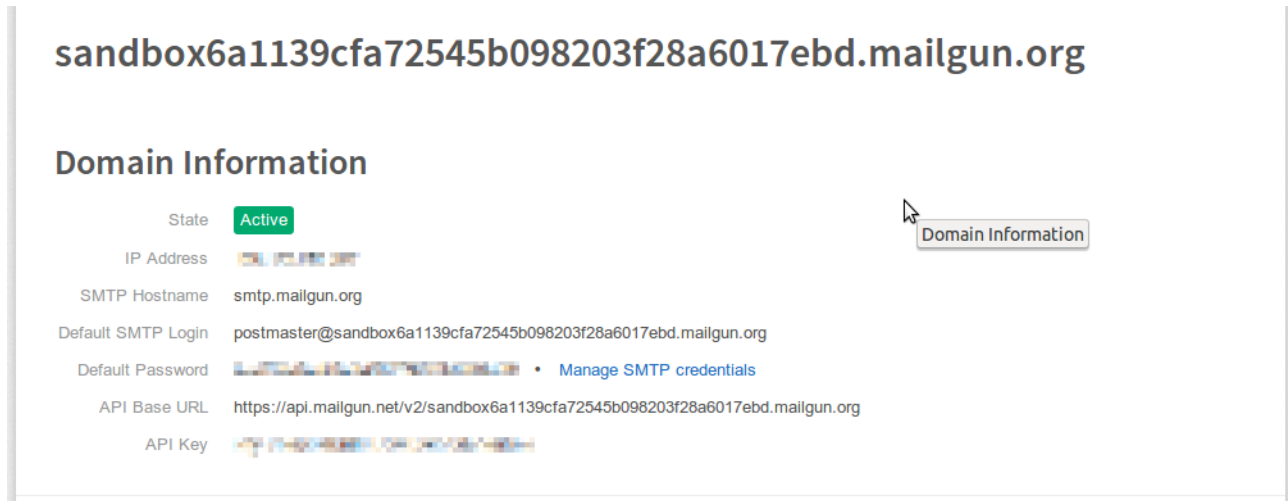 sandbox6a1139cfa72545b098203f28a6017ebd.mailgun.org
Domain Information
State Active
Domain Information
IP Address
SMTP Hostname smtp.mailgun.org
Default SMTP Login postmaster@sandbox6a1139cfa72545b098203f28a6017ebd.mailgun.org
Default Password • Manage SMTP credentials
API Base URL https://api.mailgun.net/v2/sandbox6a1139cfa72545b098203f28a6017ebd.mailgun.org
API Key